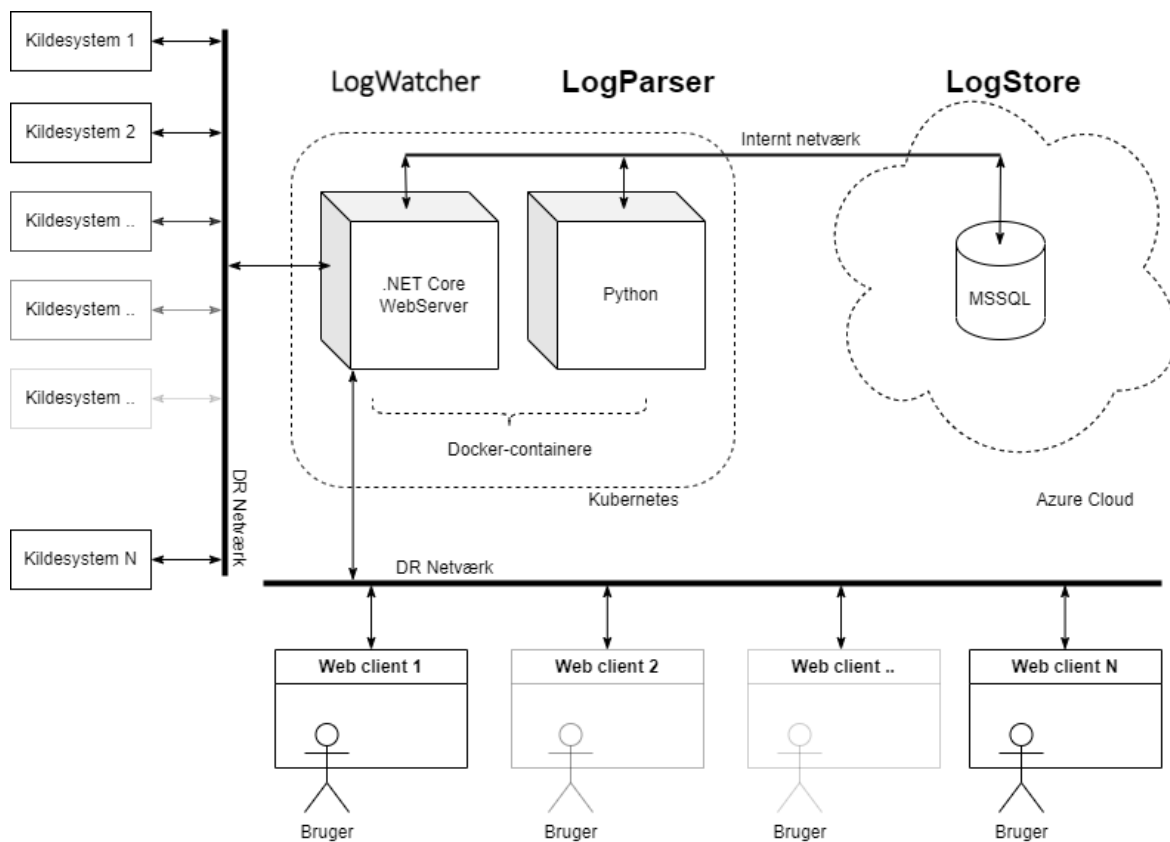 Kildesystem 1
Kildesystem 2
Kildesystem ..
Kildesystem ..
Kildesystem ..
Kildesystem N
DR Netværk
LogWatcher
LogParser
LogStore
Internt netværk
.NET Core
WebServer
Python
MSSQL
Docker-containere
Kubernetes
Azure Cloud
DR Netværk
Web client 1
Web client 2
Web client ..
Web client N
Bruger
Bruger
Bruger
Bruger